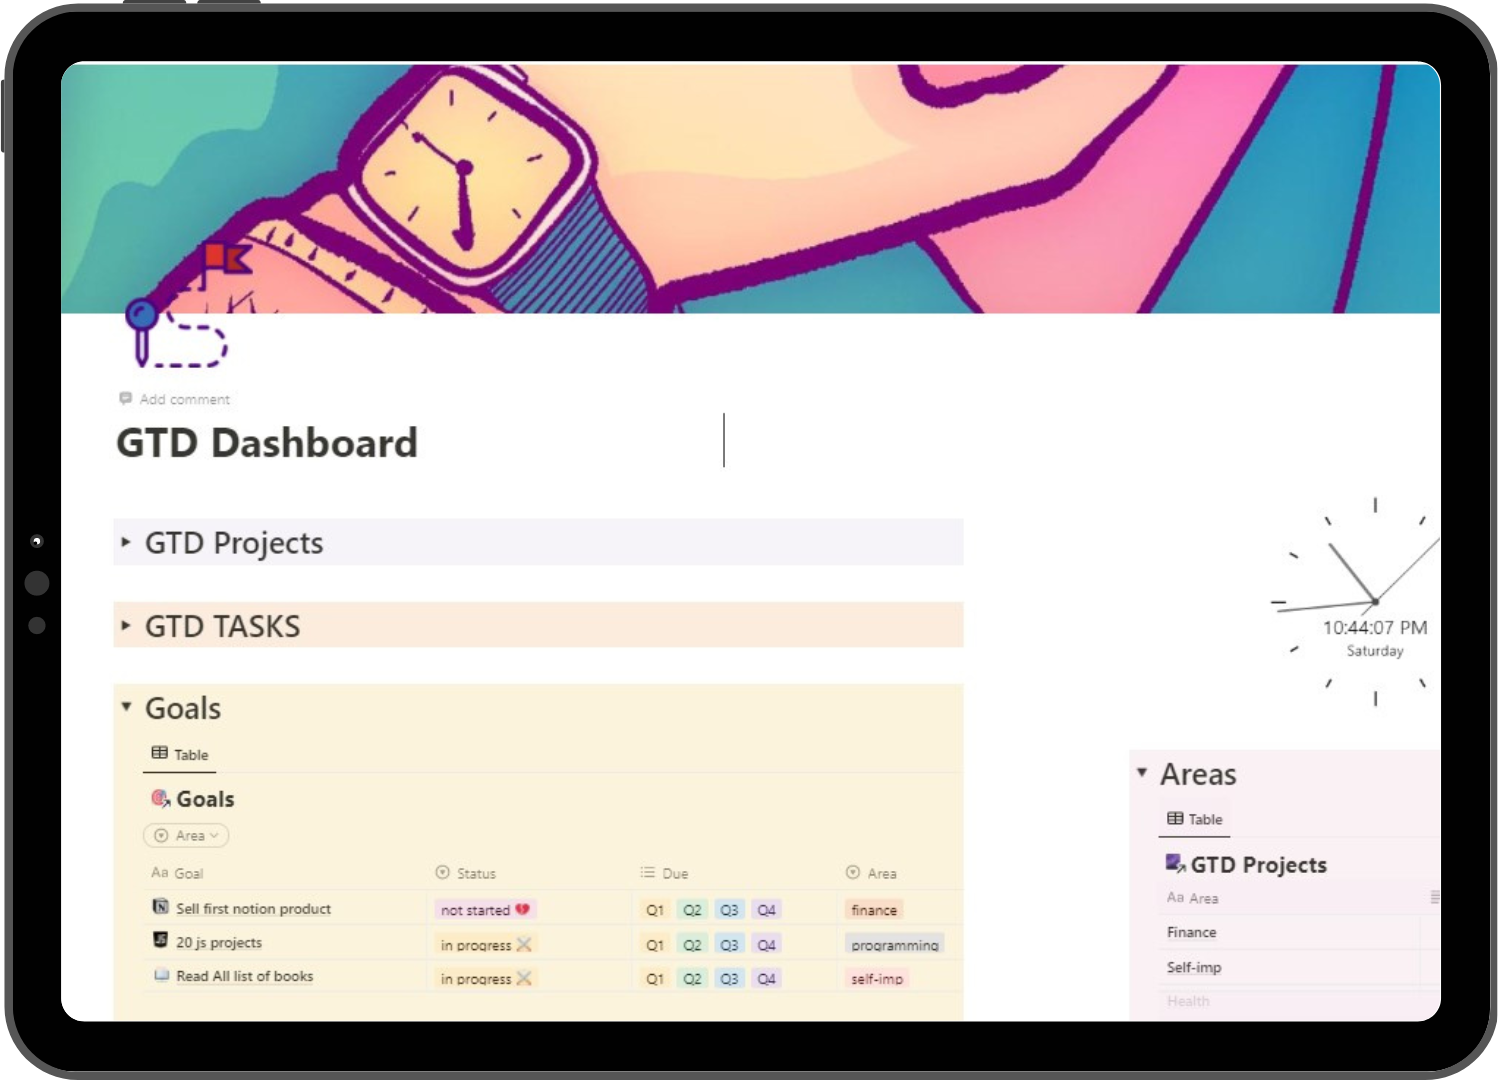 Add comment
GTD Dashboard
GTD Projects
GTD TASKS
10:44:07 PM
Saturday
Goals
Table
Goals
Area
Aa Goal Status Due Area
Sell first notion product not started Q1 Q2 Q3 Q4 finance
20 js projects in progress Q1 Q2 Q3 Q4 programming
Read All list of books in progress Q1 Q2 Q3 Q4 self-imp
Areas
Table
GTD Projects
Aa Area
Finance
Self-imp
Health